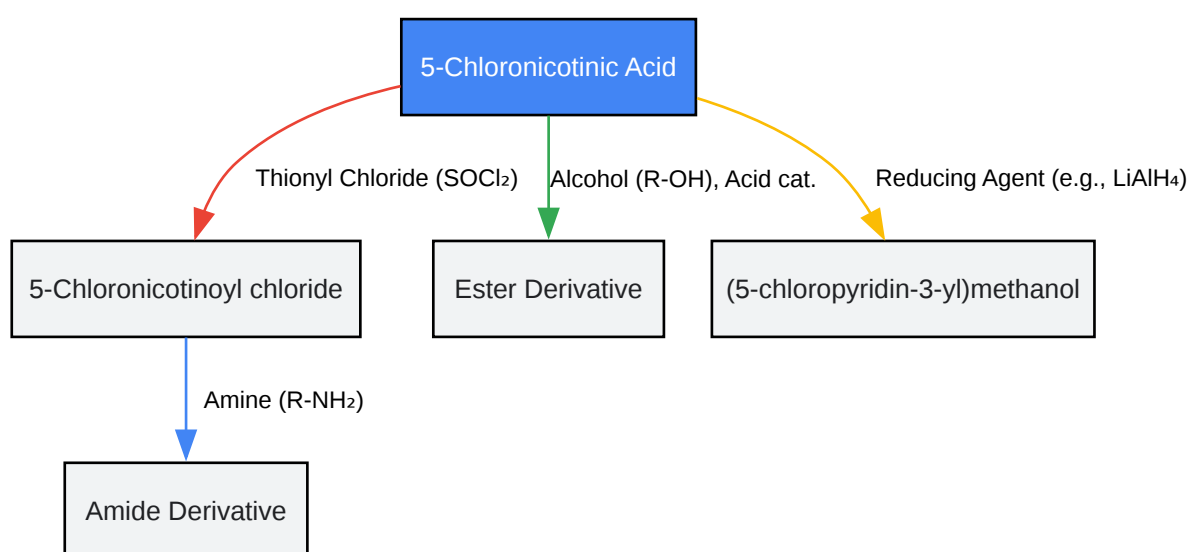 5-Chloronicotinic Acid
Thionyl Chloride (SOCl₂)
Alcohol (R-OH), Acid cat.
Reducing Agent (e.g., LiAlH₄)
5-Chloronicotinoyl chloride
Ester Derivative
(5-chloropyridin-3-yl)methanol
Amine (R-NH₂)
Amide Derivative